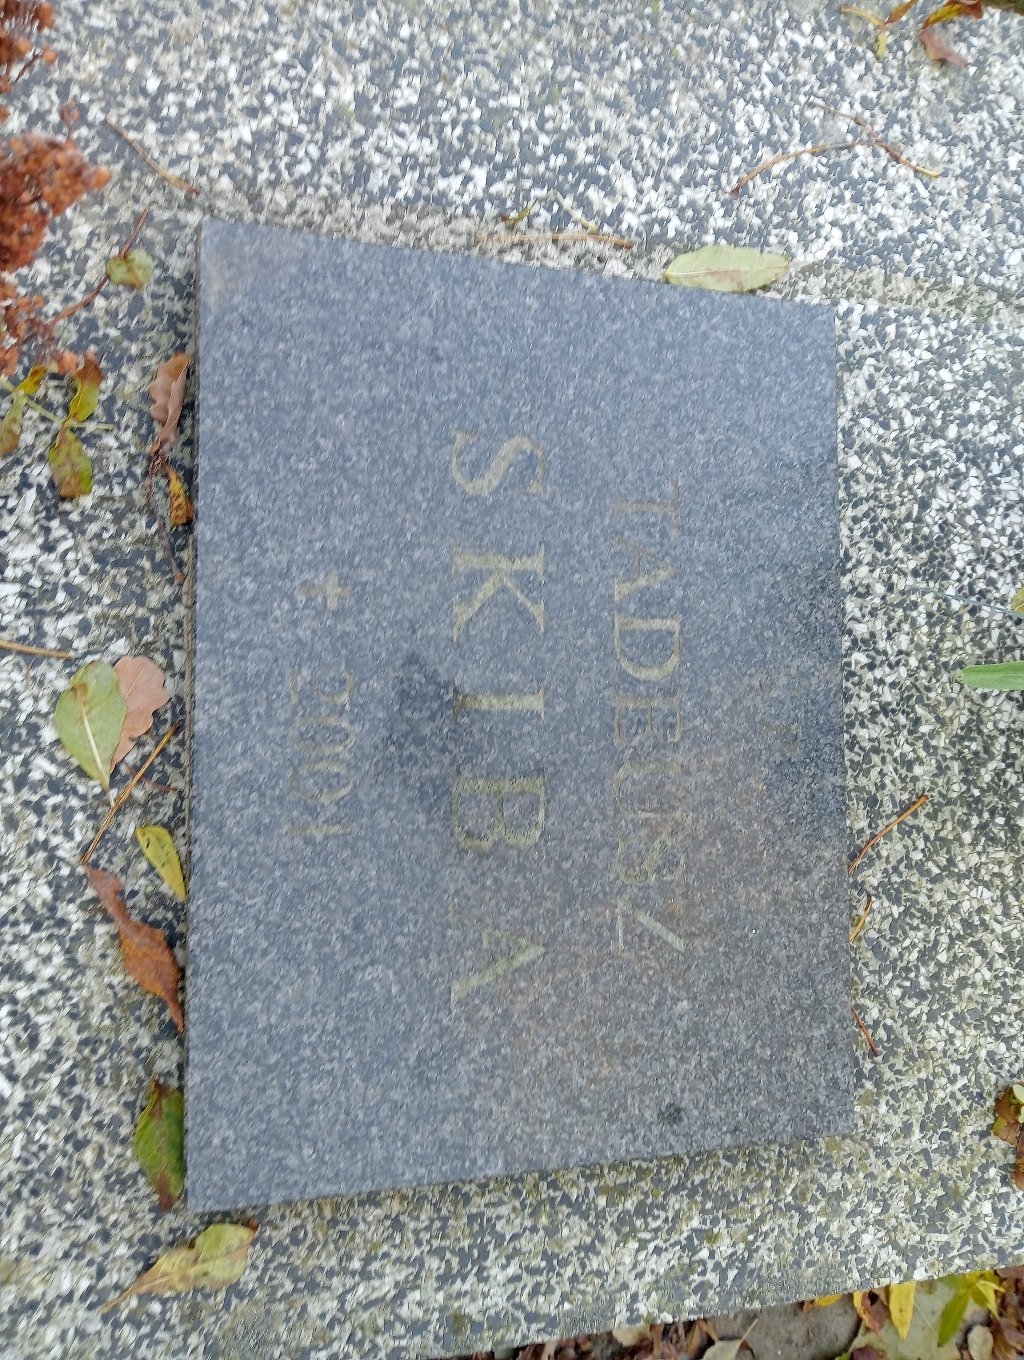 TADEUSZ
SKIBA
✝ 2001